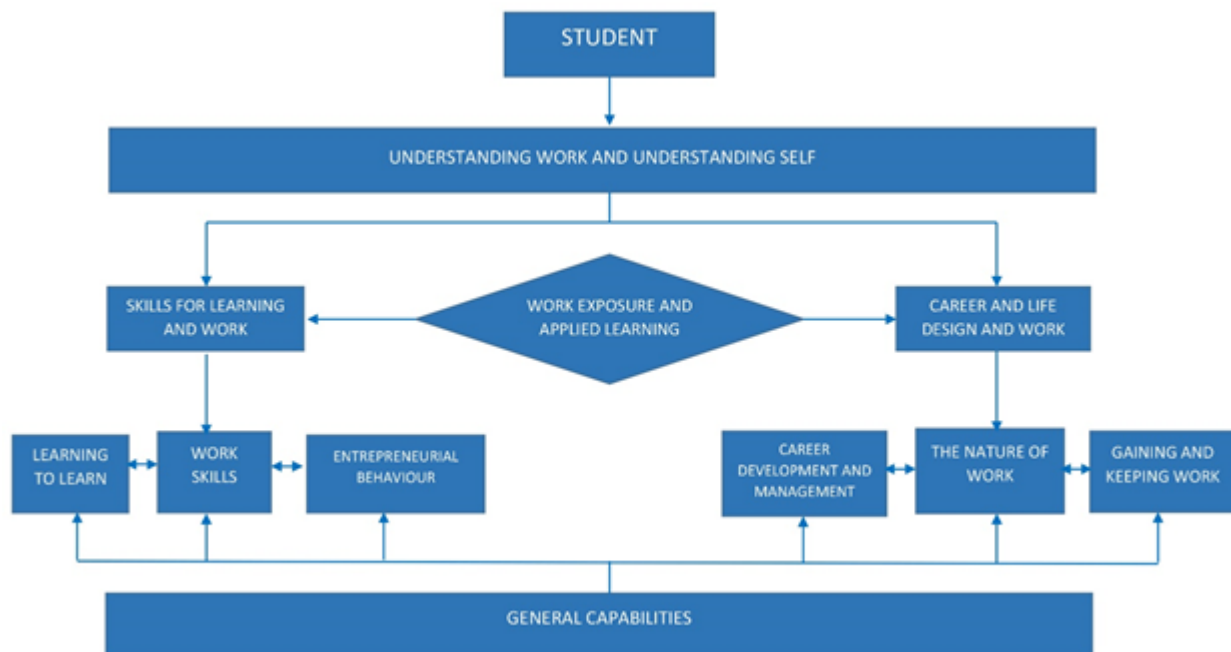 STUDENT
UNDERSTANDING WORK AND UNDERSTANDING SELF
SKILLS FOR LEARNING
AND WORK
WORK EXPOSURE AND
APPLIED LEARNING
CAREER AND LIFE
DESIGN AND WORK
LEARNING
TO LEARN
WORK
SKILLS
ENTREPRENEURIAL
BEHAVIOUR
CAREER
DEVELOPMENT AND
MANAGEMENT
THE NATURE OF
WORK
GAINING AND
KEEPING WORK
GENERAL CAPABILITIES